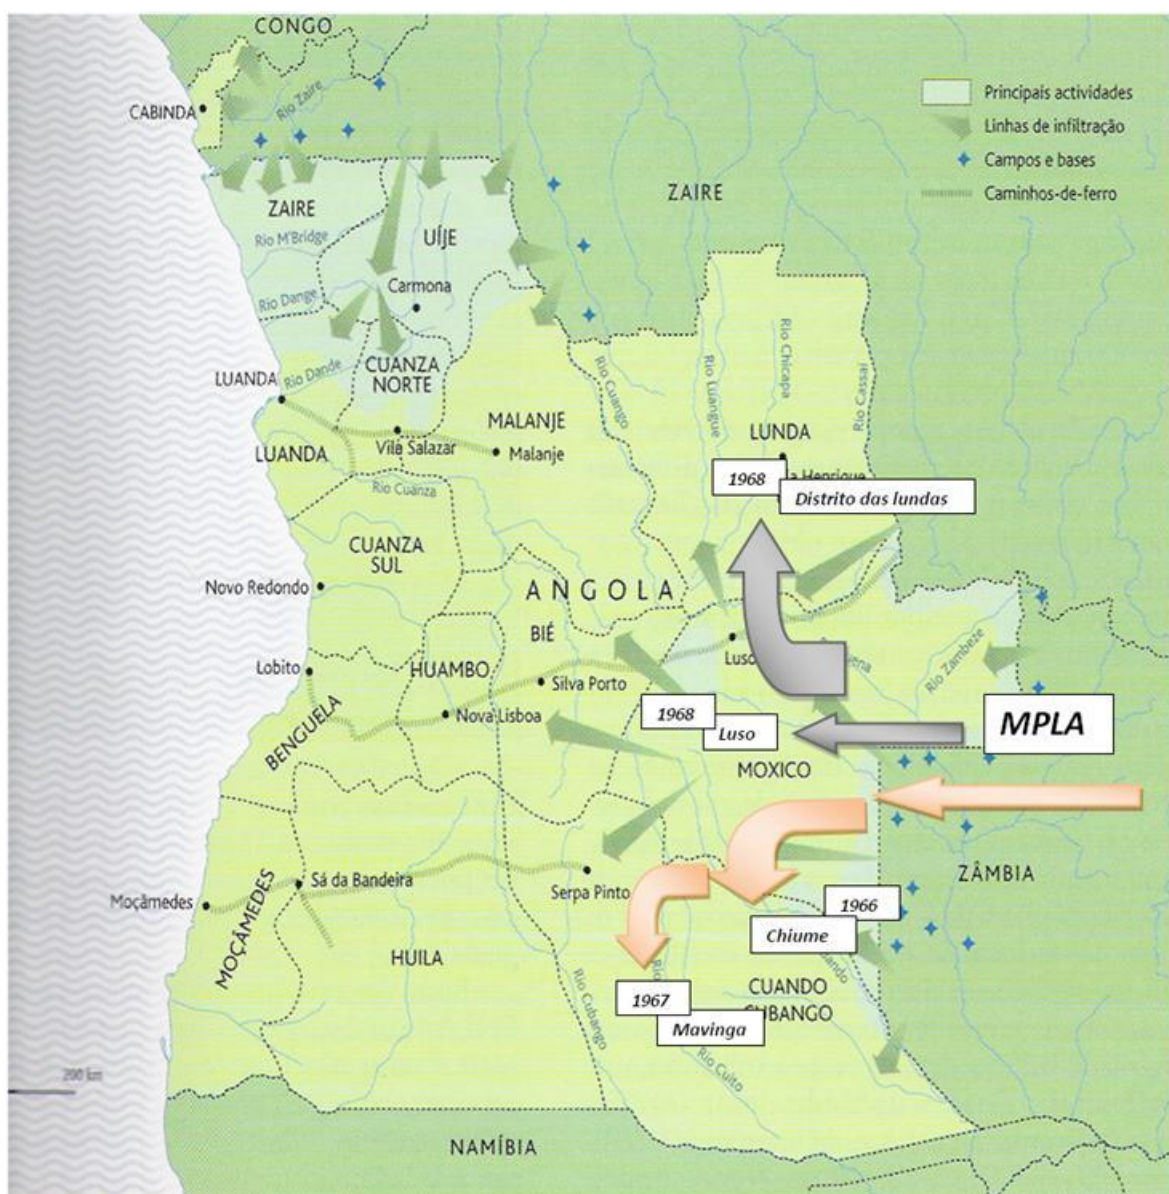 CONGO
CABINDA
Rio Zaire
ZAIRE
Rio M'Bridge
UÍJE
Rio Dange
Carmona
LUANDA
Rio Dande
CUANZA
NORTE
LUANDA
Vila Salazar
MALANJE
Malanje
Rio Cuanza
CUANZA
SUL
Novo Redondo
ANGOLA
BIÉ
Lobito
HUAMBO
Silva Porto
Nova Lisboa
BENGUELA
Moçâmedes
MOÇÂMEDES
Sá da Bandeira
Serpa Pinto
HUILA
Rio Cubango
200 km
NAMÍBIA
ZAIRE
Principais actividades
Linhas de infiltração
Campos e bases
Caminhos-de-ferro
Rio Cuango
Rio Luangue
Rio Chicapa
Rio Cassai
LUNDA
Henrique
1968
Distrito das lundas
Luso
Rio Zambeze
1968
Luso
MPLA
MOXICO
ZÂMBIA
1966
Chiume
1967
Mavinga
CUANDO
CUBANGO
Rio Cuito